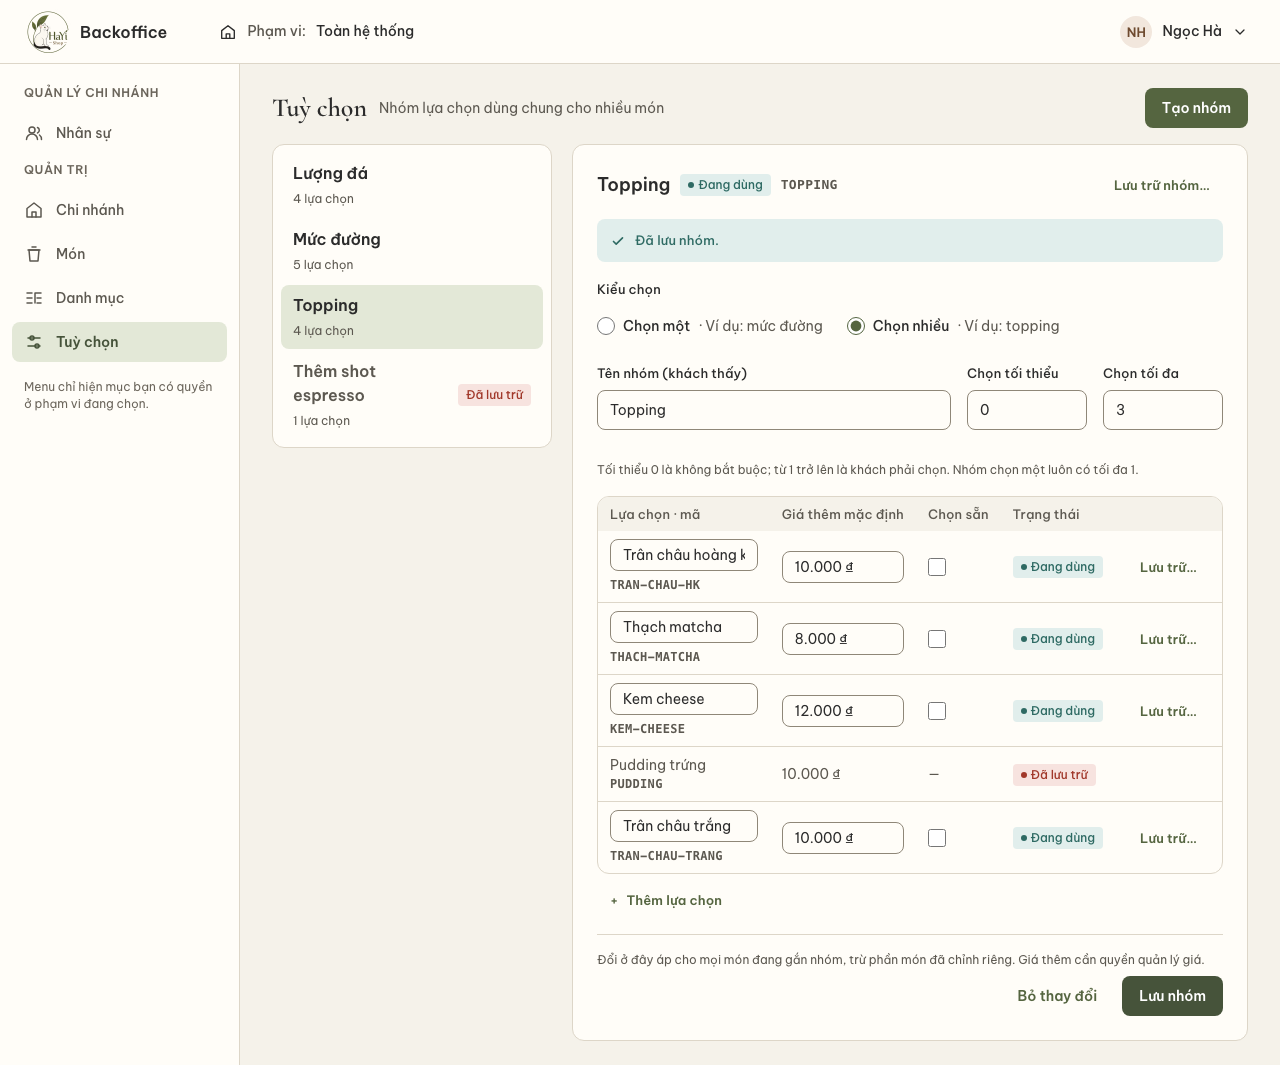 HaYi
Shop
Backoffice
Phạm vi: Toàn hệ thống
NH
Ngọc Hà
QUẢN LÝ CHI NHÁNH
Nhân sự
QUẢN TRỊ
Chi nhánh
Món
Danh mục
Tuỳ chọn
Menu chỉ hiện mục bạn có quyền
ở phạm vi đang chọn.
Tuỳ chọn
Nhóm lựa chọn dùng chung cho nhiều món
Tạo nhóm
Lượng đá
4 lựa chọn
Mức đường
5 lựa chọn
Topping
4 lựa chọn
Thêm shot
espresso
Đã lưu trữ
1 lựa chọn
Topping
Đang dùng
TOPPING
Lưu trữ nhóm...
Đã lưu nhóm.
Kiểu chọn
Chọn một · Ví dụ: mức đường
Chọn nhiều · Ví dụ: topping
Tên nhóm (khách thấy)
Chọn tối thiểu
Chọn tối đa
Topping
0
3
Tối thiểu 0 là không bắt buộc; từ 1 trở lên là khách phải chọn. Nhóm chọn một luôn có tối đa 1.
Lựa chọn · mã
Giá thêm mặc định
Chọn sẵn
Trạng thái
Trân châu hoàng k
TRAN-CHAU-HK
10.000 ₫
Đang dùng
Lưu trữ...
Thạch matcha
THACH-MATCHA
8.000 ₫
Đang dùng
Lưu trữ...
Kem cheese
KEM-CHEESE
12.000 ₫
Đang dùng
Lưu trữ...
Pudding trứng
PUDDING
10.000 ₫
—
Đã lưu trữ
Trân châu trắng
TRAN-CHAU-TRANG
10.000 ₫
Đang dùng
Lưu trữ...
+ Thêm lựa chọn
Đổi ở đây áp cho mọi món đang gắn nhóm, trừ phần món đã chỉnh riêng. Giá thêm cần quyền quản lý giá.
Bỏ thay đổi
Lưu nhóm